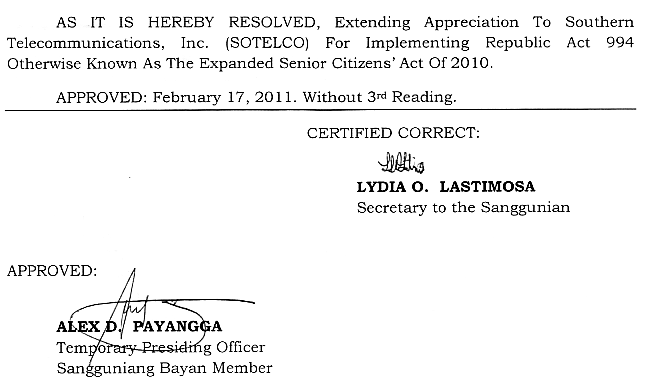 AS IT IS HEREBY RESOLVED, Extending Appreciation To Southern
Telecommunications, Inc. (SOTELCO) For Implementing Republic Act 994
Otherwise Known As The Expanded Senior Citizens' Act Of 2010.
APPROVED: February 17, 2011. Without 3rd Reading.
CERTIFIED CORRECT:
LYDIA O. LASTIMOSA
Secretary to the Sanggunian
APPROVED:
ALEX D. PAYANGGA
Temporary Presiding Officer
Sangguniang Bayan Member